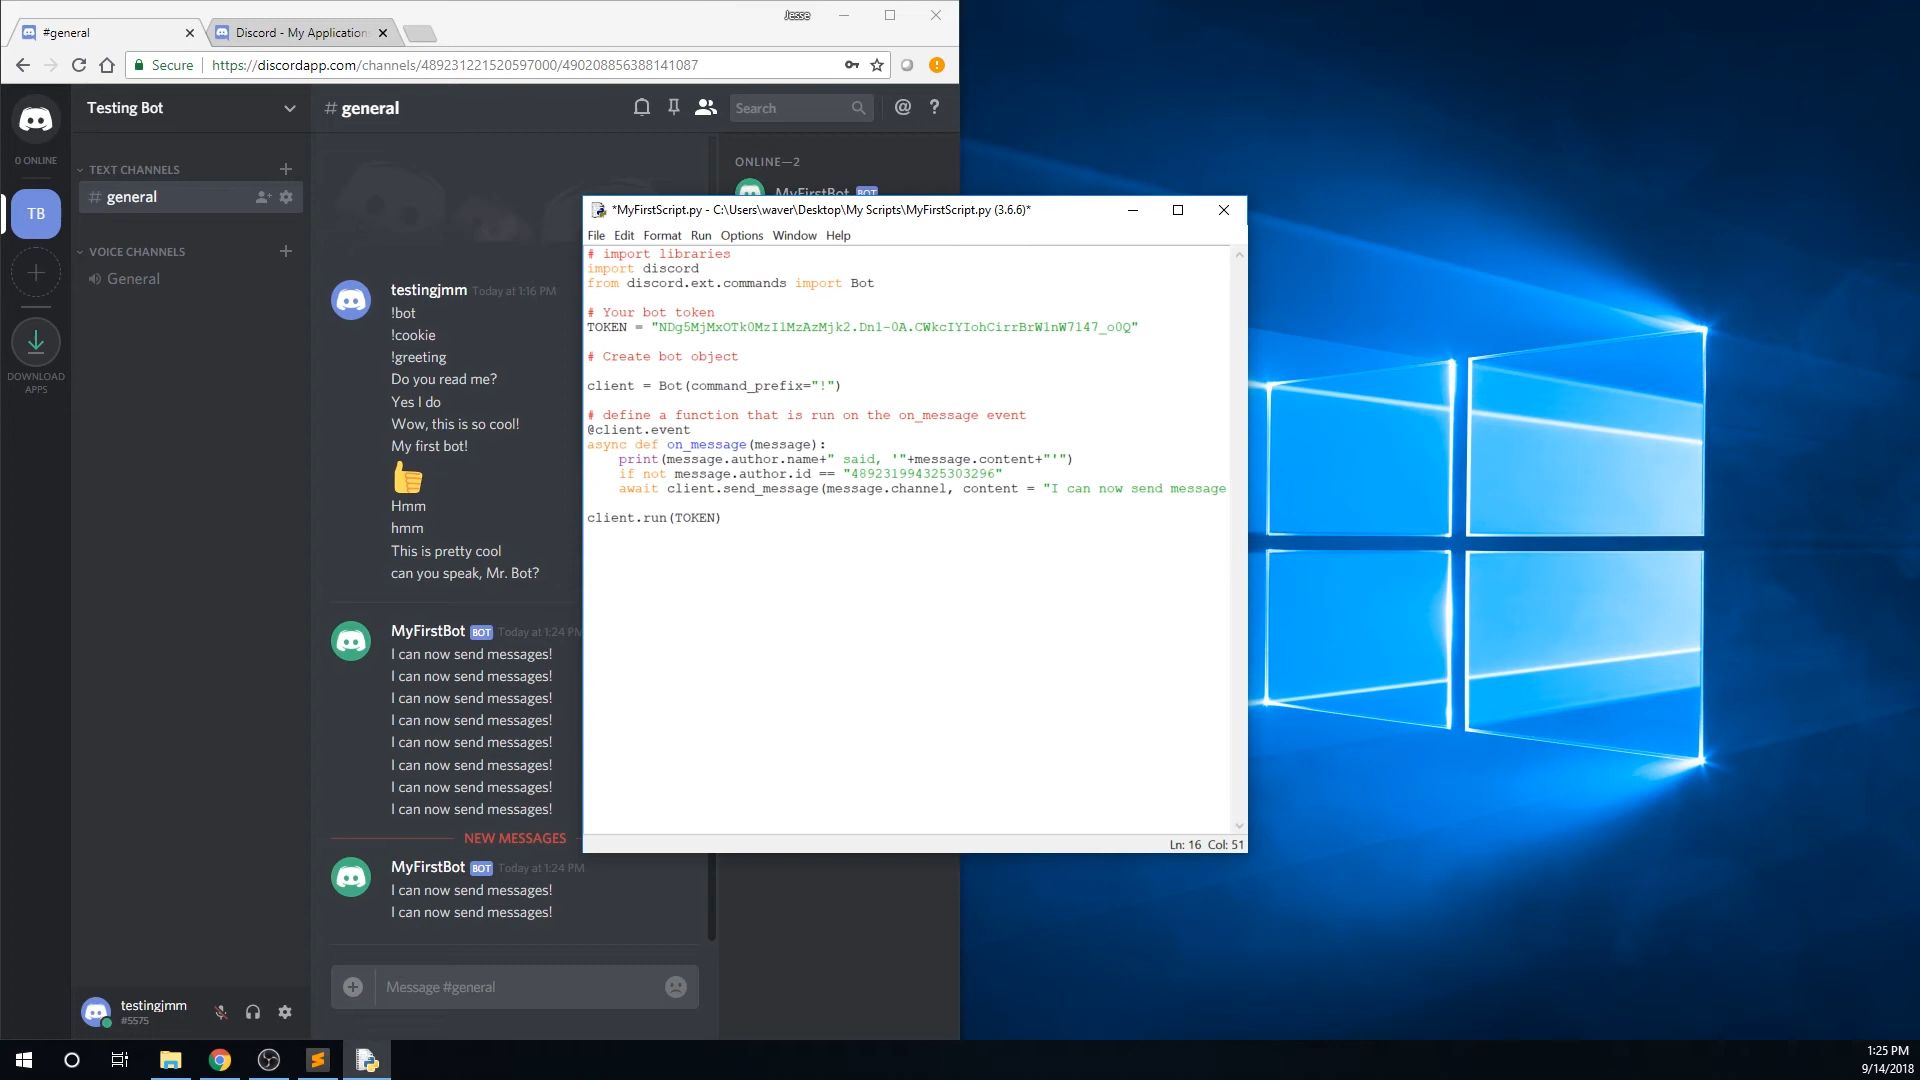 Jesse
#general
Discord - My Application
Secure
https://discordapp.com/channels/489231221520597000/490208856388141087
Testing Bot
# general
Search
0 ONLINE
TEXT CHANNELS
# general
TB
VOICE CHANNELS
General
DOWNLOAD
APPS
ONLINE—2
MyFirstBot BOT
testingjmm Today at 1:16 PM
!bot
!cookie
!greeting
Do you read me?
Yes I do
Wow, this is so cool!
My first bot!
Hmm
hmm
This is pretty cool
can you speak, Mr. Bot?
MyFirstBot BOT Today at 1:24 PM
I can now send messages!
I can now send messages!
I can now send messages!
I can now send messages!
I can now send messages!
I can now send messages!
I can now send messages!
I can now send messages!
NEW MESSAGES
MyFirstBot BOT Today at 1:24 PM
I can now send messages!
I can now send messages!
Message #general
testingjmm
#5575
*MyFirstScript.py - C:\Users\waver\Desktop\My Scripts\MyFirstScript.py (3.6.6)*
File Edit Format Run Options Window Help
# import libraries
import discord
from discord.ext.commands import Bot
# Your bot token
TOKEN = "NDg5MjMxOTk0MzI1MzAzMjk2.Dnl-0A.CWkcIYIohCirrBrW1nW7l47_o0Q"
# Create bot object
client = Bot(command_prefix="!")
# define a function that is run on the on_message event
@client.event
async def on_message(message):
    print(message.author.name+" said, '"+message.content+"'")
    if not message.author.id == "489231994325303296"
    await client.send_message(message.channel, content = "I can now send message
client.run(TOKEN)
Ln: 16 Col: 51
1:25 PM
9/14/2018